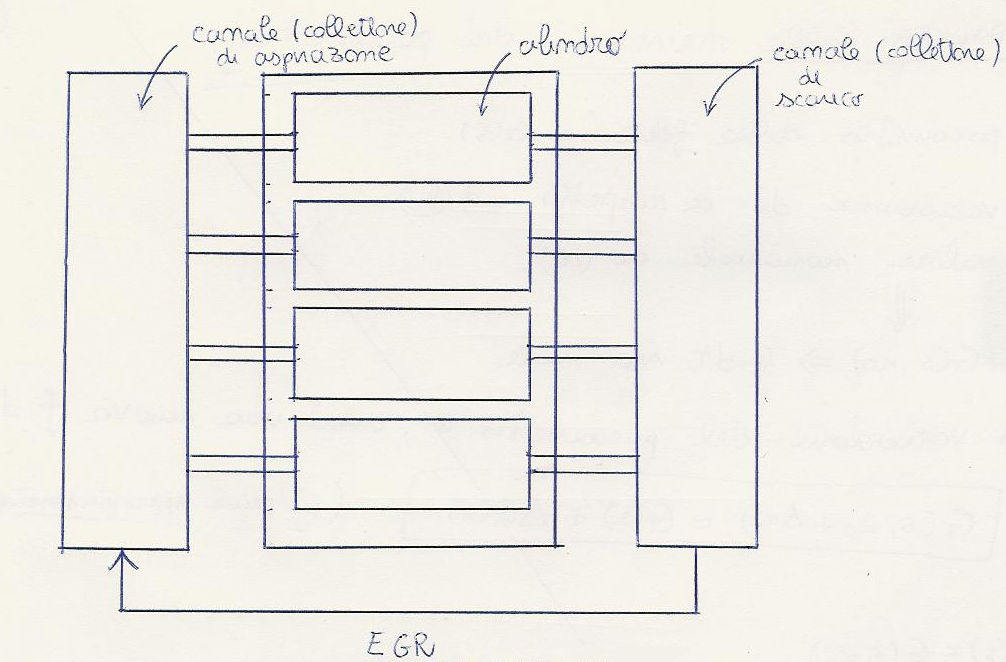 canale (collettore)
di aspirazione
cilindro
canale (collettore)
di
scarico
EGR